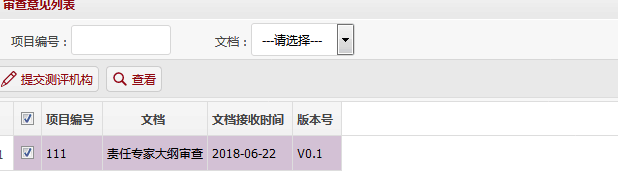 审查意见列表
项目编号： 文档： ---请选择---
提交测评机构 查看
项目编号 文档 文档接收时间 版本号
1 111 责任专家大纲审查 2018-06-22 V0.1